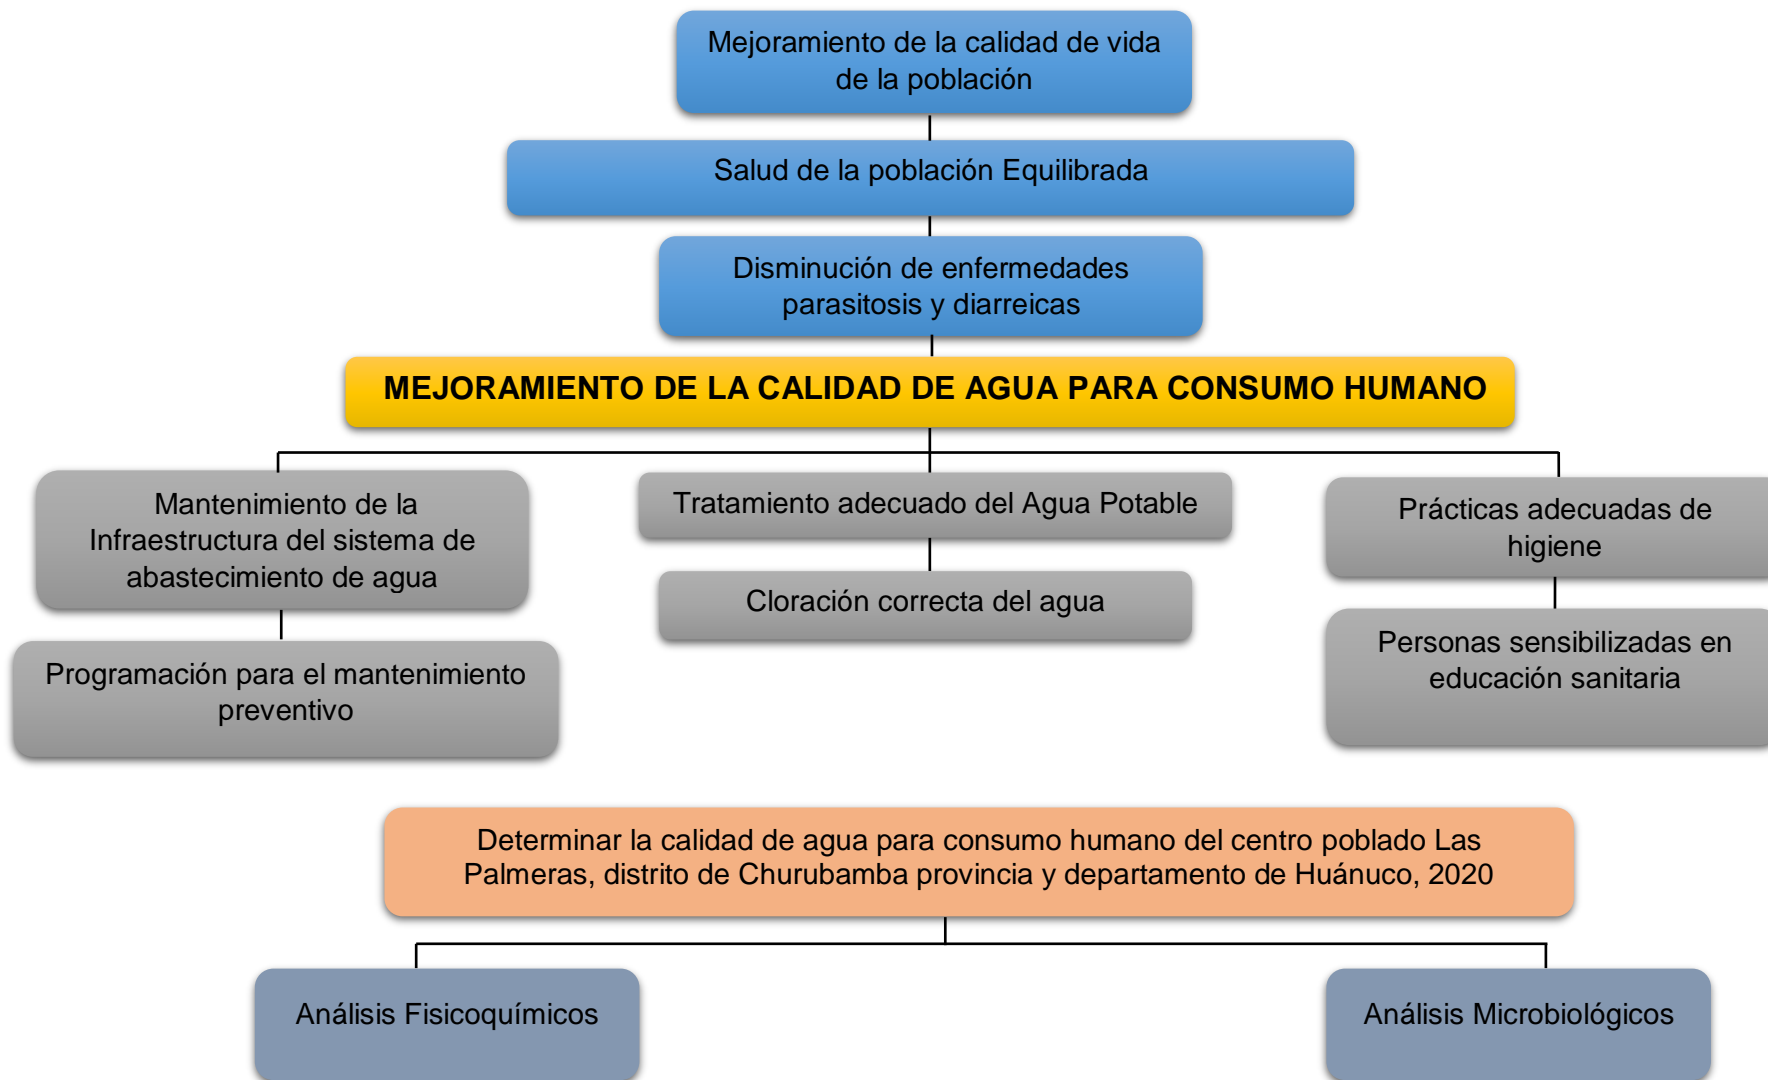 Mejoramiento de la calidad de vida
de la población
Salud de la población Equilibrada
Disminución de enfermedades
parasitosis y diarreicas
MEJORAMIENTO DE LA CALIDAD DE AGUA PARA CONSUMO HUMANO
Mantenimiento de la
Infraestructura del sistema de
abastecimiento de agua
Tratamiento adecuado del Agua Potable
Prácticas adecuadas de
higiene
Programación para el mantenimiento
preventivo
Cloración correcta del agua
Personas sensibilizadas en
educación sanitaria
Determinar la calidad de agua para consumo humano del centro poblado Las
Palmeras, distrito de Churubamba provincia y departamento de Huánuco, 2020
Análisis Fisicoquímicos
Análisis Microbiológicos